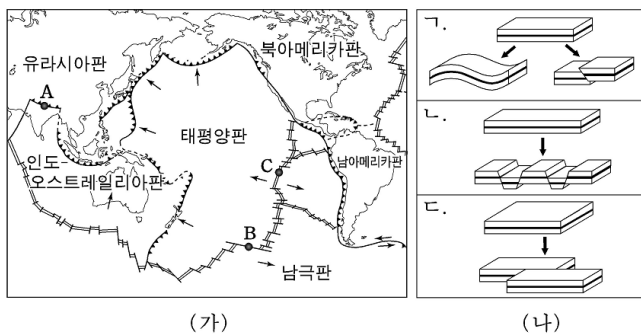 유라시아판
북아메리카판
A
태평양판
C
남아메리카판
인도-
오스트레일리아판
B
남극판
(가)
ㄱ.
ㄴ.
ㄷ.
(나)